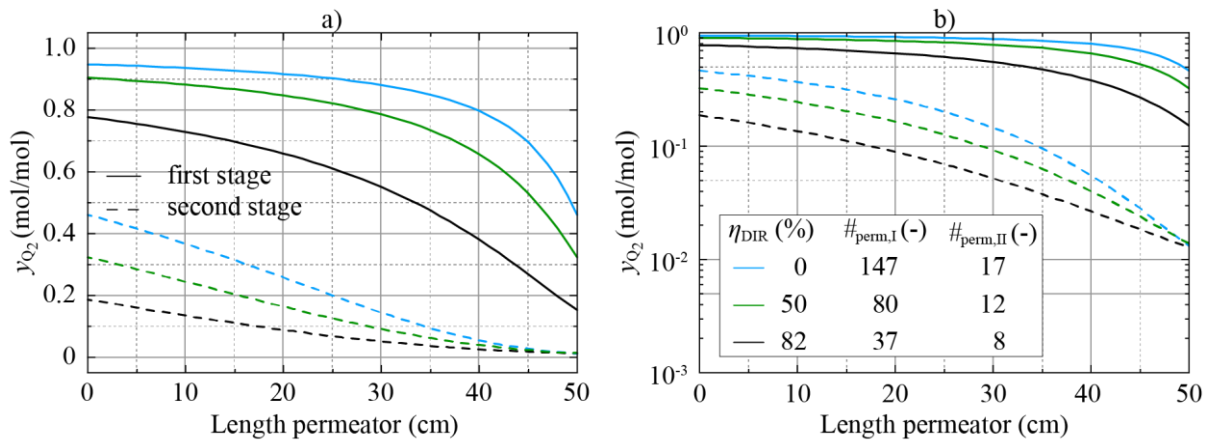 a)
y_Q₂ (mol/mol)
1.0
0.8
0.6
0.4
0.2
0
first stage
second stage
0 10 20 30 40 50
Length permeator (cm)
b)
y_Q₂ (mol/mol)
10⁰
10⁻¹
10⁻²
10⁻³
η_DIR (%) #_perm,I (-) #_perm,II (-)
0 147 17
50 80 12
82 37 8
0 10 20 30 40 50
Length permeator (cm)